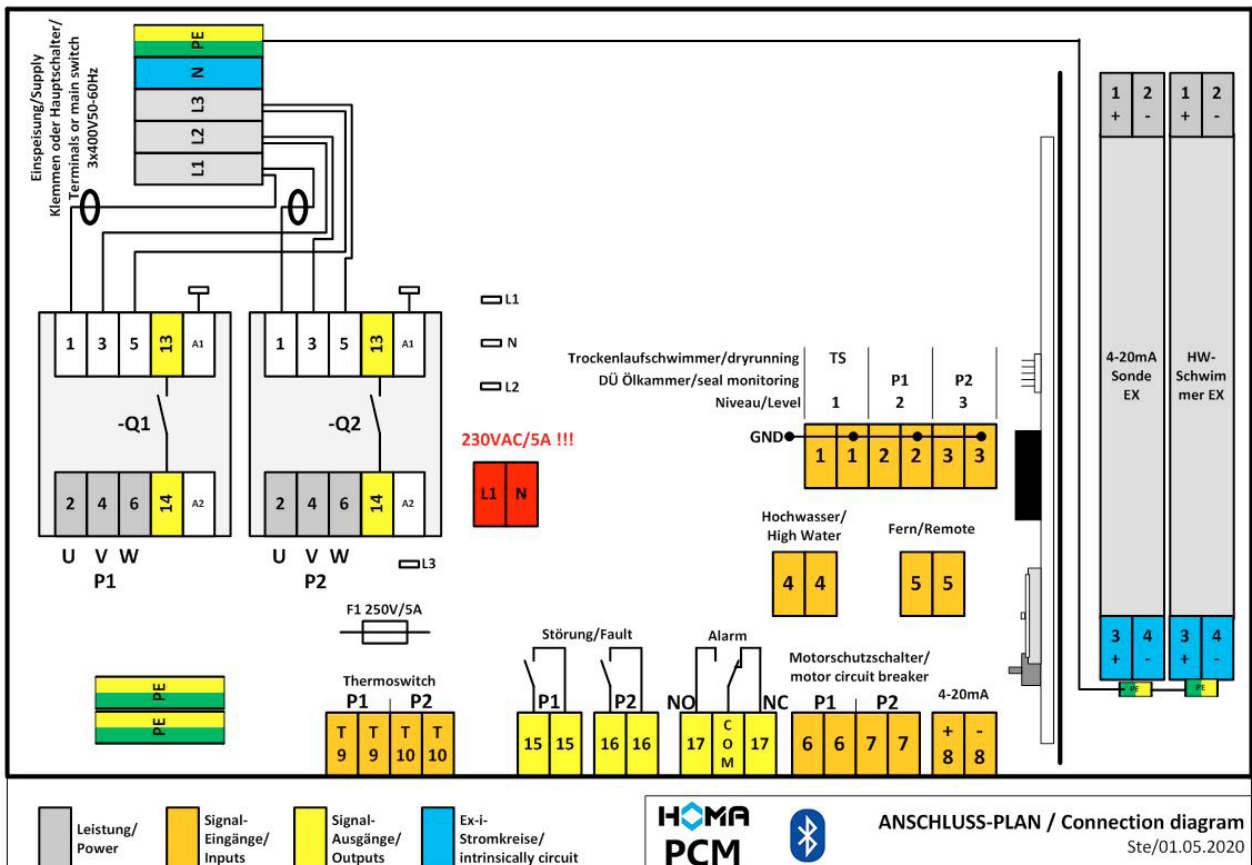 Einspeisung/Supply
Klemmen oder Hauptschalter/
Terminals or main switch
3x400V50-60Hz
PE
N
L3
L2
L1
1 3 5 13 A1
-Q1
2 4 6 14 A2
U V W
P1
1 3 5 13 A1
-Q2
2 4 6 14 A2
U V W
P2
L1
N
L2
230VAC/5A !!!
L1 N
L3
F1 250V/5A
Trockenlaufschwimmer/dryrunning TS
DÜ Ölkammer/seal monitoring P1 P2
Niveau/Level 1 2 3
GND
1 1 2 2 3 3
Hochwasser/
High Water
4 4
Fern/Remote
5 5
PE
PE
Thermoswitch
P1 P2
T T T T
9 9 10 10
Störung/Fault
P1 P2
15 15 16 16
Alarm
NO NC
17 COM 17
Motorschutzschalter/
motor circuit breaker
P1 P2
6 6 7 7
4-20mA
+ -
8 8
1 2 1 2
+ - + -
4-20mA
Sonde
EX
HW-
Schwim
mer EX
3 4 3 4
+ - + -
PE PE
Leistung/
Power
Signal-
Eingänge/
Inputs
Signal-
Ausgänge/
Outputs
Ex-i-
Stromkreise/
intrinsically circuit
HOMA
PCM
ANSCHLUSS-PLAN / Connection diagram
Ste/01.05.2020